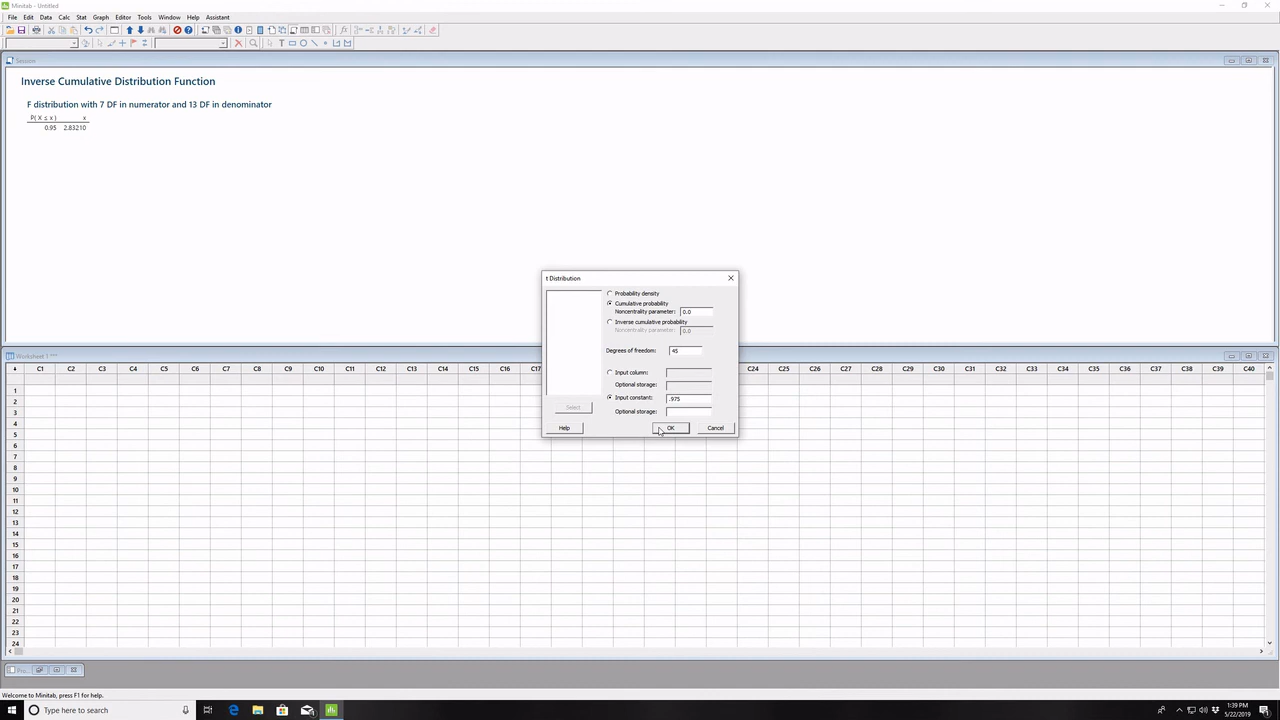 Minitab - Untitled
File Edit Data Calc Stat Graph Editor Tools Window Help Assistant
Session
Inverse Cumulative Distribution Function
F distribution with 7 DF in numerator and 13 DF in denominator
P( X ≤ x ) x
0.95 2.83210
t Distribution
Probability density
Cumulative probability
Noncentrality parameter: 0.0
Inverse cumulative probability
Noncentrality parameter: 0.0
Degrees of freedom: 45
Input column:
Optional storage:
Input constant: .975
Optional storage:
Select
Help OK Cancel
Worksheet 1 ***
C1 C2 C3 C4 C5 C6 C7 C8 C9 C10 C11 C12 C13 C14 C15 C16 C17 C24 C25 C26 C27 C28 C29 C30 C31 C32 C33 C34 C35 C36 C37 C38 C39 C40
1
2
3
4
5
6
7
8
9
10
11
12
13
14
15
16
17
18
19
20
21
22
23
24
Welcome to Minitab, press F1 for help.
Type here to search
1:39 PM
5/22/2019